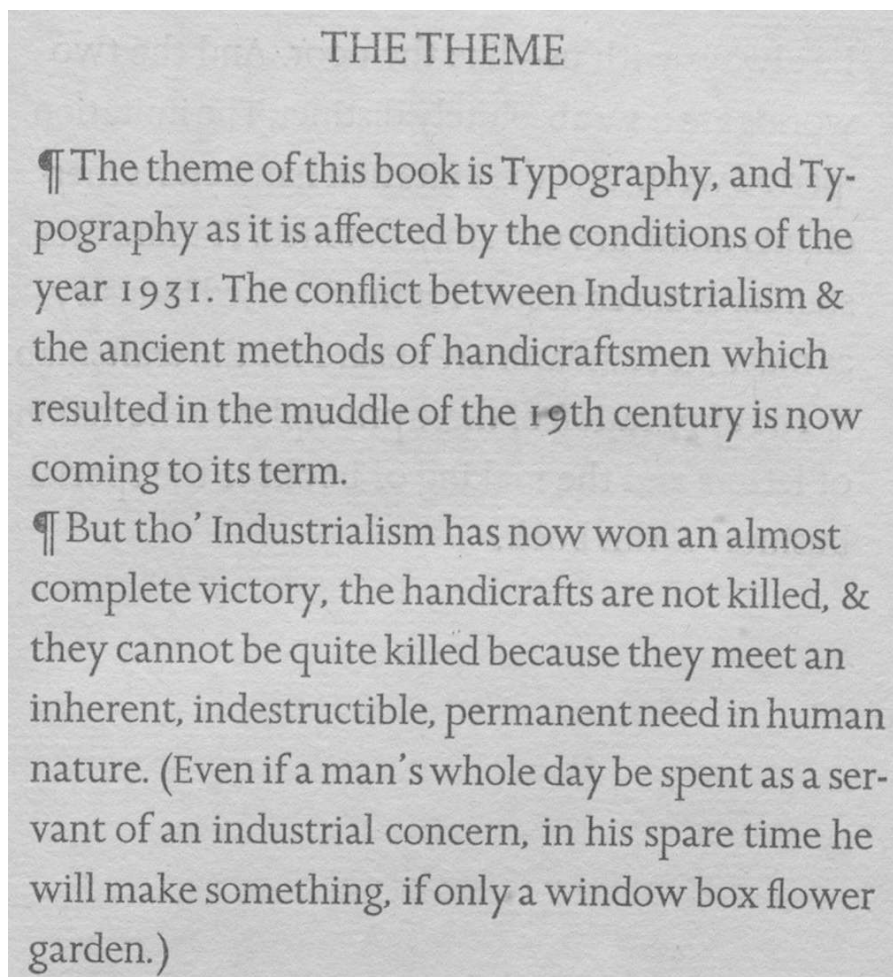 THE THEME
¶ The theme of this book is Typography, and Ty-
pography as it is affected by the conditions of the
year 1931. The conflict between Industrialism &
the ancient methods of handicraftsmen which
resulted in the muddle of the 19th century is now
coming to its term.
¶ But tho’ Industrialism has now won an almost
complete victory, the handicrafts are not killed, &
they cannot be quite killed because they meet an
inherent, indestructible, permanent need in human
nature. (Even if a man’s whole day be spent as a ser-
vant of an industrial concern, in his spare time he
will make something, if only a window box flower
garden.)